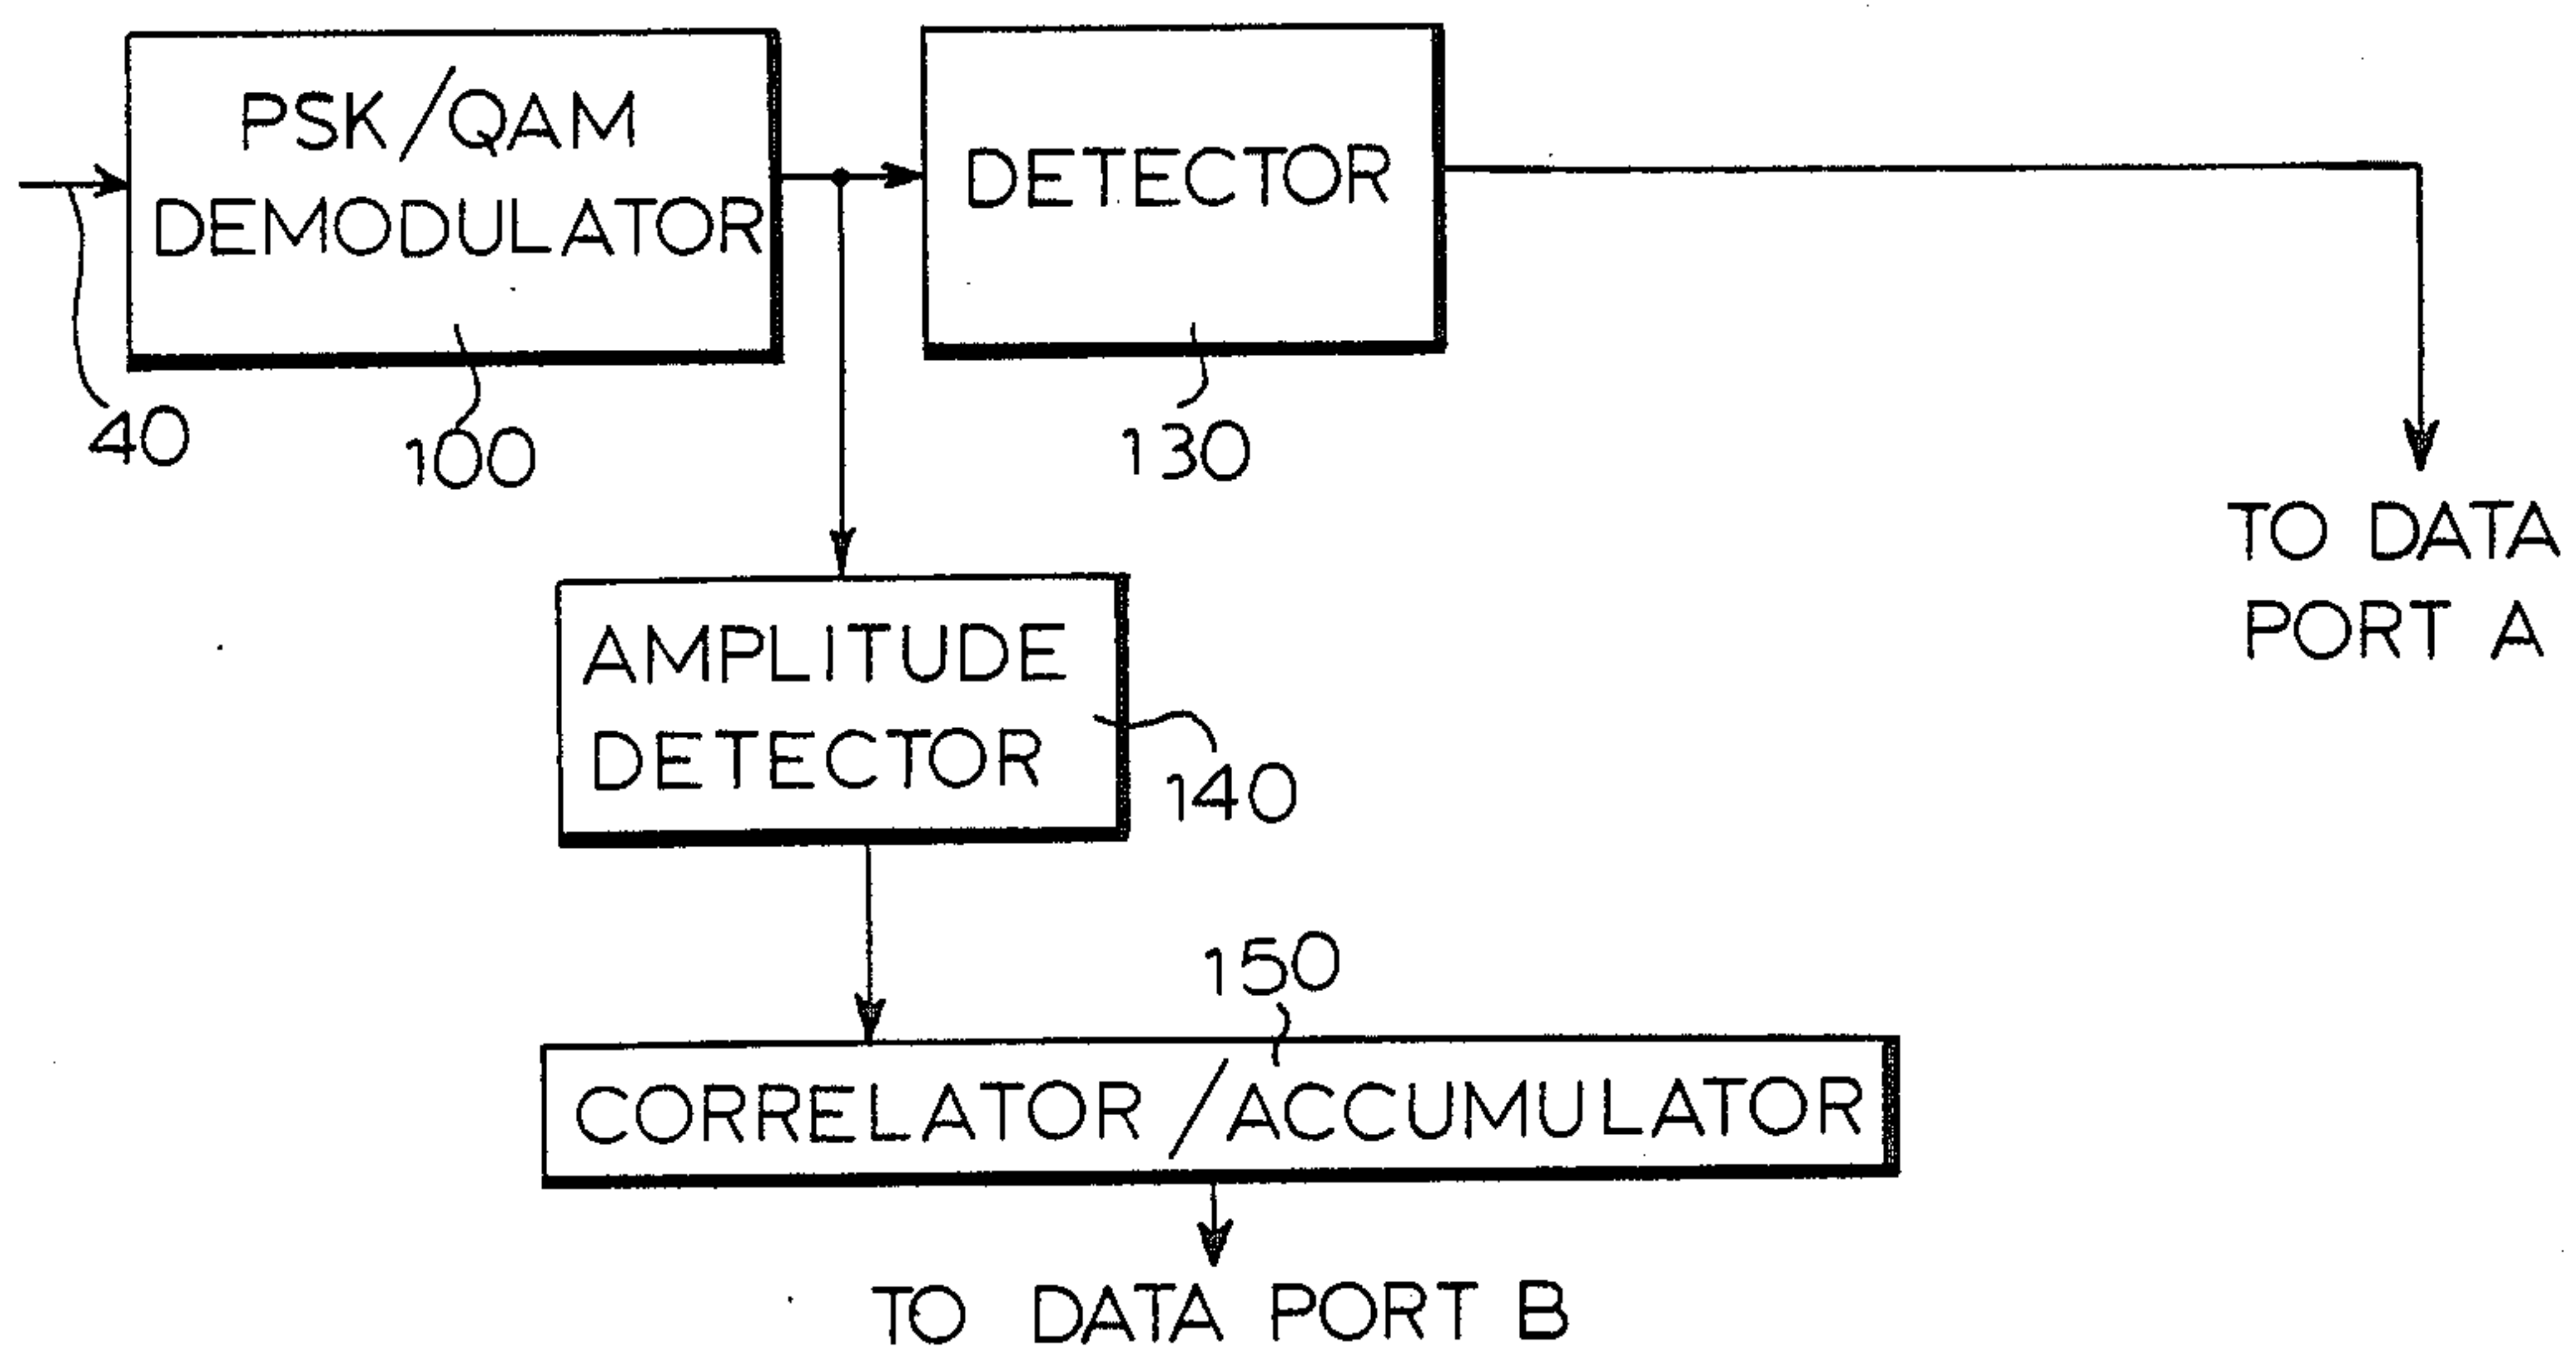 PSK/QAM
DEMODULATOR
DETECTOR
40
100
130
TO DATA
PORT A
AMPLITUDE
DETECTOR
140
150
CORRELATOR/ACCUMULATOR
TO DATA PORT B